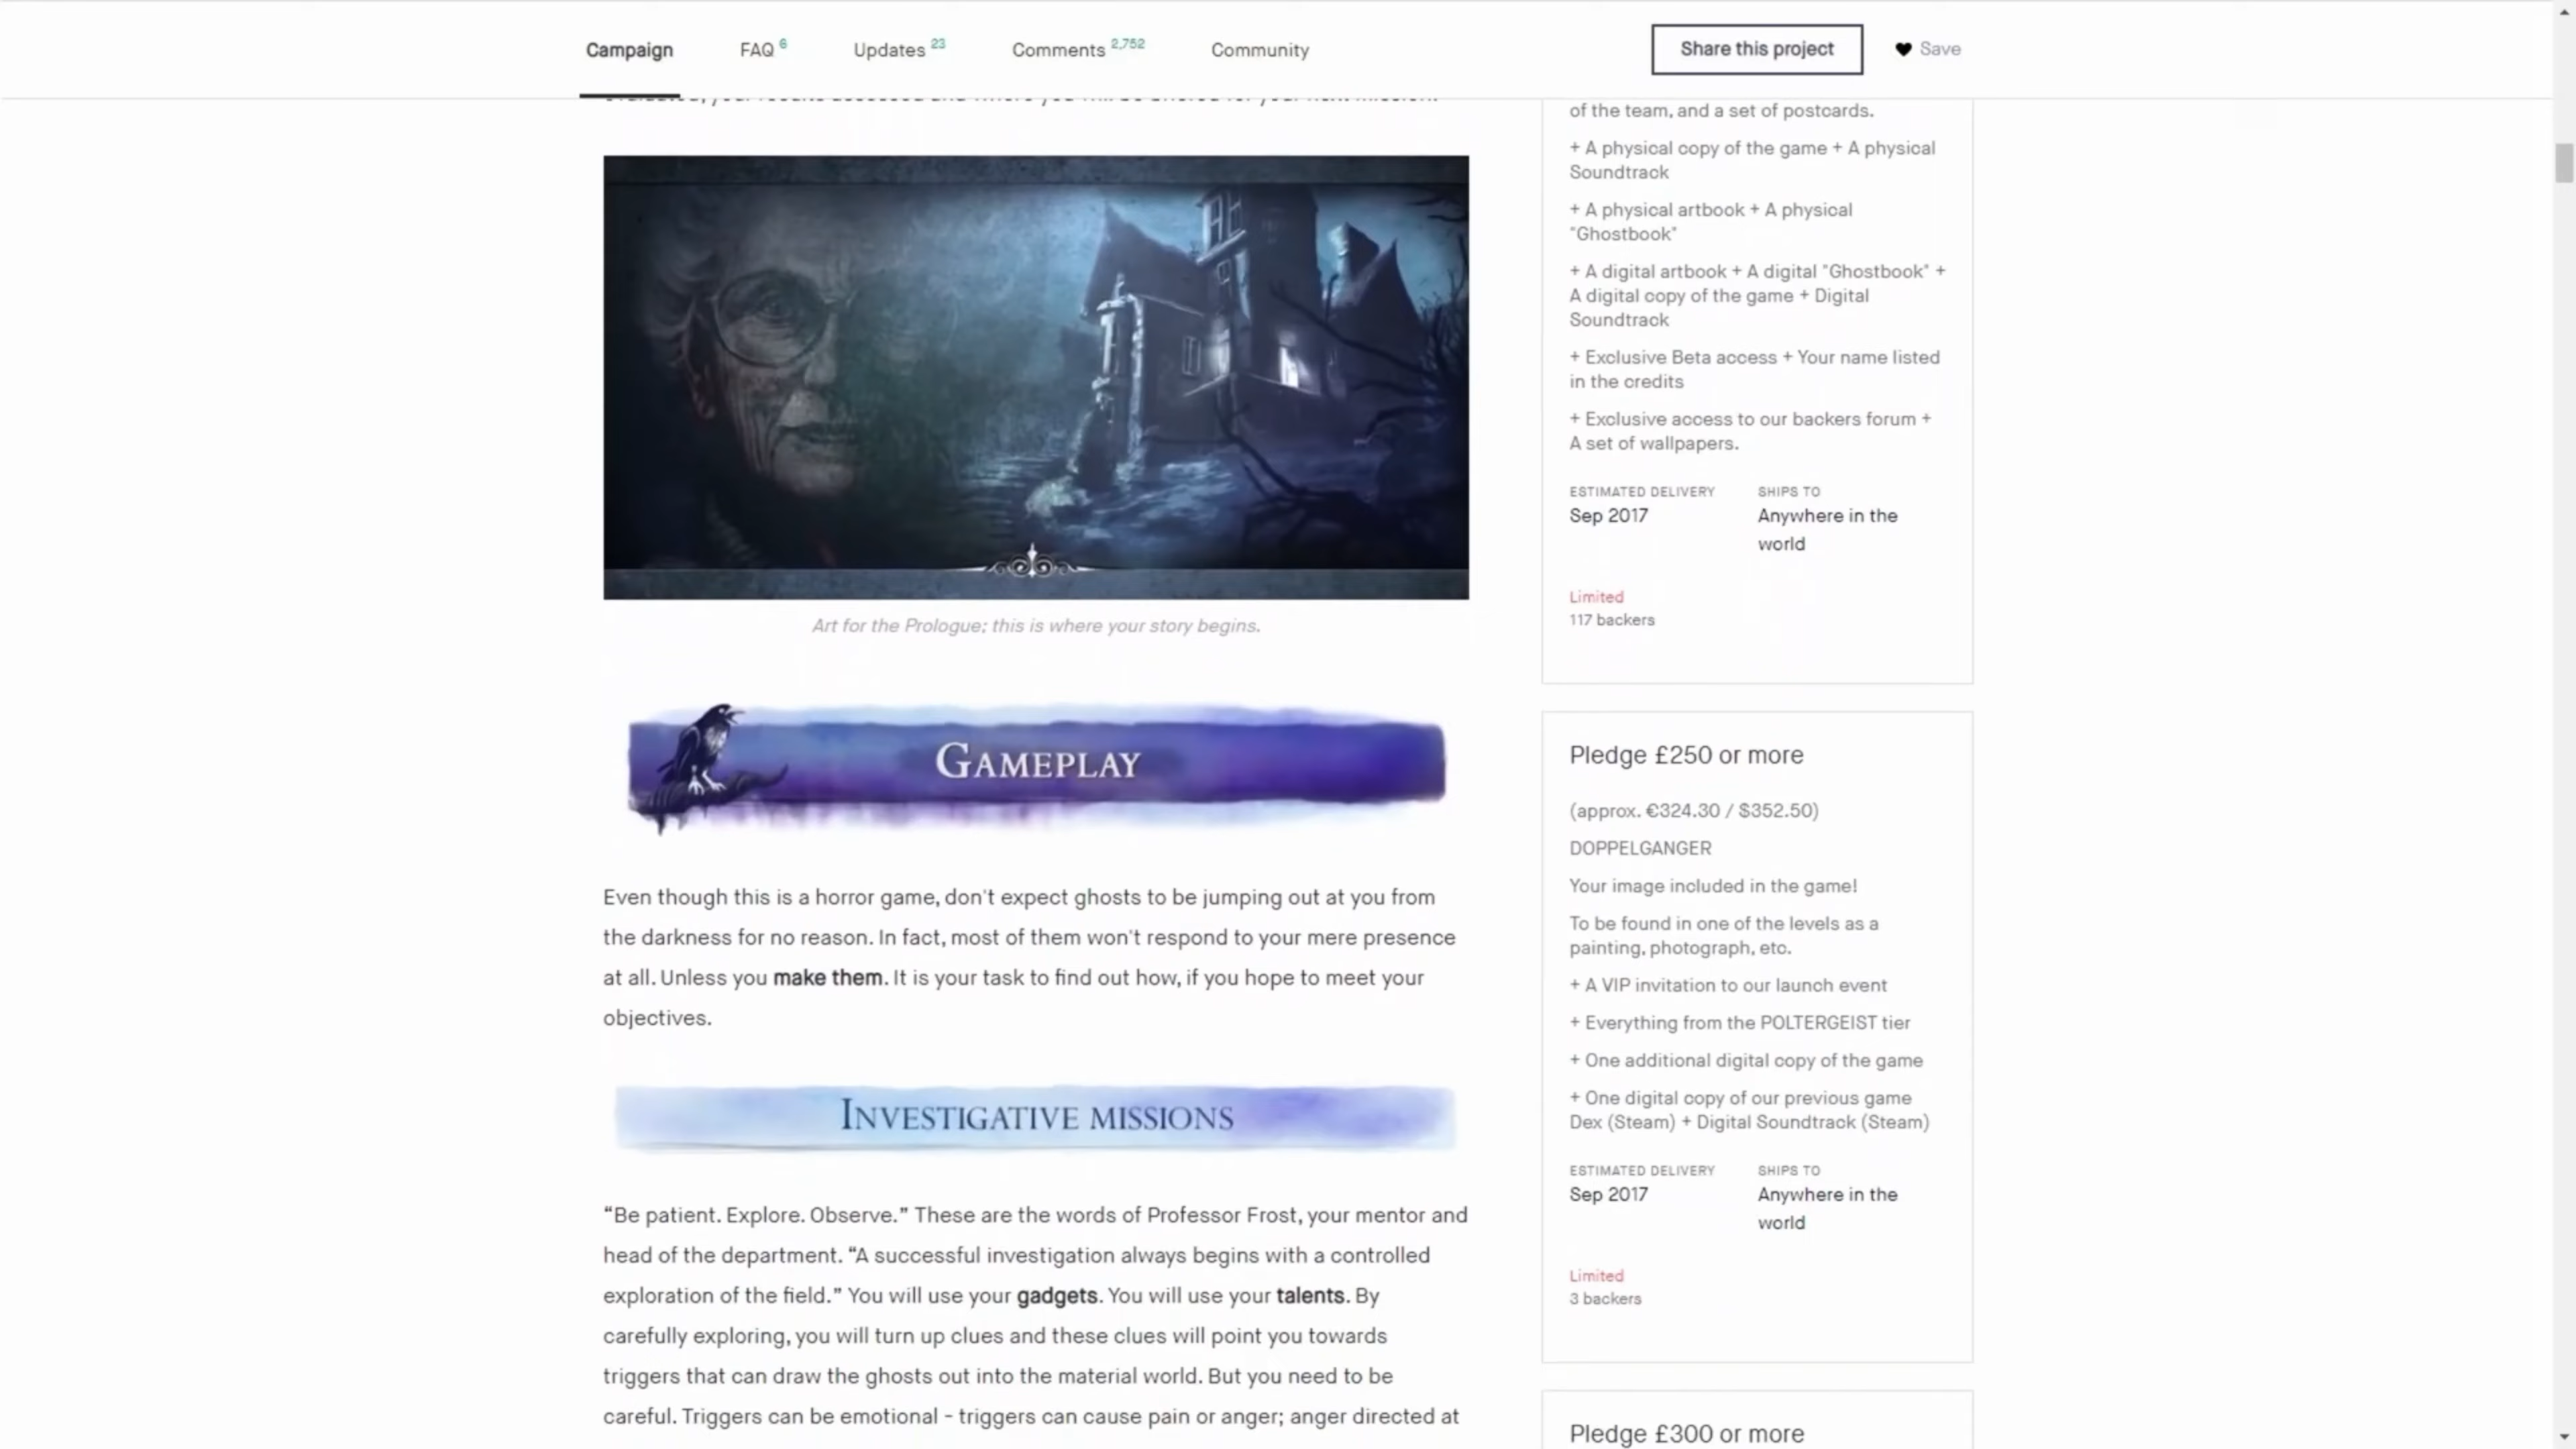 Campaign
FAQ 6
Updates 23
Comments 2,752
Community
Share this project
Save
Art for the Prologue; this is where your story begins.
GAMEPLAY
Even though this is a horror game, don't expect ghosts to be jumping out at you from
the darkness for no reason. In fact, most of them won't respond to your mere presence
at all. Unless you make them. It is your task to find out how, if you hope to meet your
objectives.
INVESTIGATIVE MISSIONS
“Be patient. Explore. Observe.” These are the words of Professor Frost, your mentor and
head of the department. “A successful investigation always begins with a controlled
exploration of the field.” You will use your gadgets. You will use your talents. By
carefully exploring, you will turn up clues and these clues will point you towards
triggers that can draw the ghosts out into the material world. But you need to be
careful. Triggers can be emotional - triggers can cause pain or anger; anger directed at
of the team, and a set of postcards.
+ A physical copy of the game + A physical
Soundtrack
+ A physical artbook + A physical
"Ghostbook"
+ A digital artbook + A digital "Ghostbook" +
A digital copy of the game + Digital
Soundtrack
+ Exclusive Beta access + Your name listed
in the credits
+ Exclusive access to our backers forum +
A set of wallpapers.
ESTIMATED DELIVERY
Sep 2017
SHIPS TO
Anywhere in the
world
Limited
117 backers
Pledge £250 or more
(approx. €324.30 / $352.50)
DOPPELGANGER
Your image included in the game!
To be found in one of the levels as a
painting, photograph, etc.
+ A VIP invitation to our launch event
+ Everything from the POLTERGEIST tier
+ One additional digital copy of the game
+ One digital copy of our previous game
Dex (Steam) + Digital Soundtrack (Steam)
ESTIMATED DELIVERY
Sep 2017
SHIPS TO
Anywhere in the
world
Limited
3 backers
Pledge £300 or more